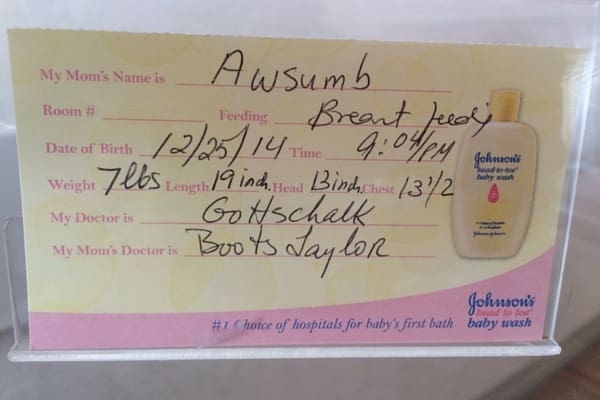 My Mom's Name is Awsumb
Room # Feeding Breast feedg
Date of Birth 12/25/14 Time 9:04/PM
Weight 7lbs Length 19inch. Head 13inch. Chest 13 1/2
My Doctor is Gottschalk
My Mom's Doctor is Boots Taylor
Johnson's
head-to-toe®
baby wash
#1 Choice of hospitals for baby's first bath
Johnson's
head to toe®
baby wash